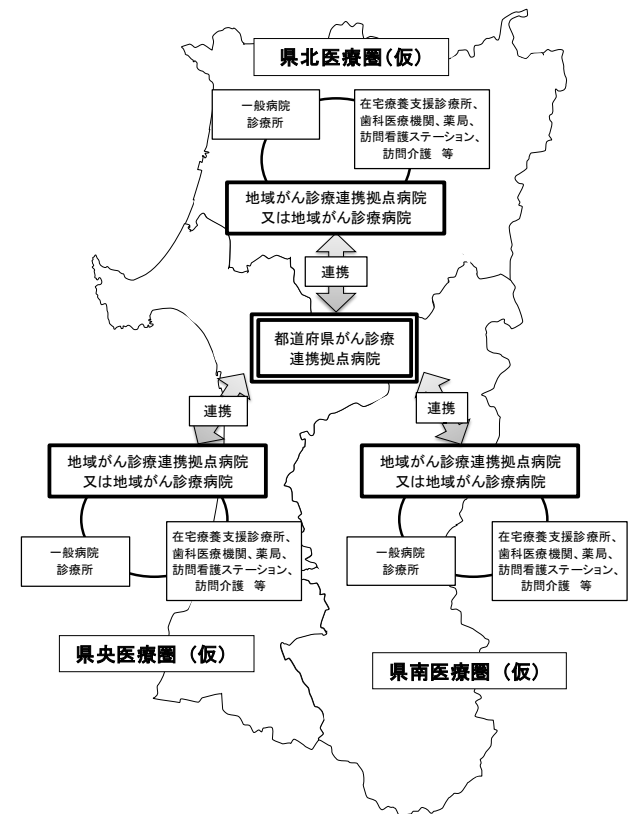 県北医療圏(仮)
一般病院
診療所
在宅療養支援診療所、
歯科医療機関、薬局、
訪問看護ステーション、
訪問介護 等
地域がん診療連携拠点病院
又は地域がん診療病院
連携
都道府県がん診療
連携拠点病院
連携
連携
地域がん診療連携拠点病院
又は地域がん診療病院
一般病院
診療所
在宅療養支援診療所、
歯科医療機関、薬局、
訪問看護ステーション、
訪問介護 等
地域がん診療連携拠点病院
又は地域がん診療病院
一般病院
診療所
在宅療養支援診療所、
歯科医療機関、薬局、
訪問看護ステーション、
訪問介護 等
県央医療圏 (仮)
県南医療圏 (仮)